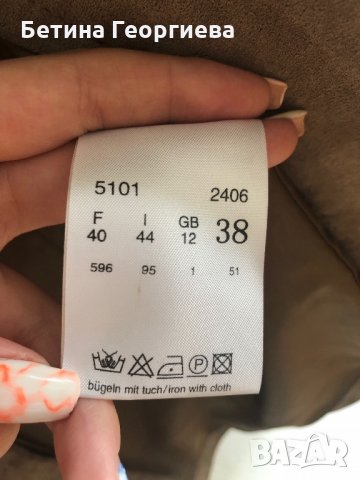 Бетина Георгиева
5101 2406
F I GB 38
40 44 12
596 95 1 51
P
bügeln mit tuch/iron with cloth
BAZAR